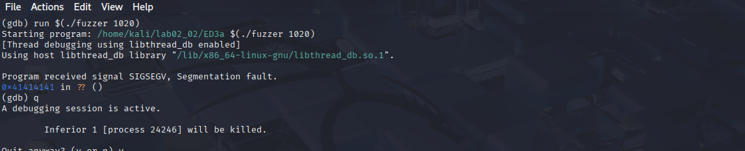 File Actions Edit View Help
(gdb) run $(./fuzzer 1020)
Starting program: /home/kali/lab02_02/ED3a $(./fuzzer 1020)
[Thread debugging using libthread_db enabled]
Using host libthread_db library "/lib/x86_64-linux-gnu/libthread_db.so.1".
Program received signal SIGSEGV, Segmentation fault.
0x41414141 in ?? ()
(gdb) q
A debugging session is active.
Inferior 1 [process 24246] will be killed.
Quit anyway? (y or n) y